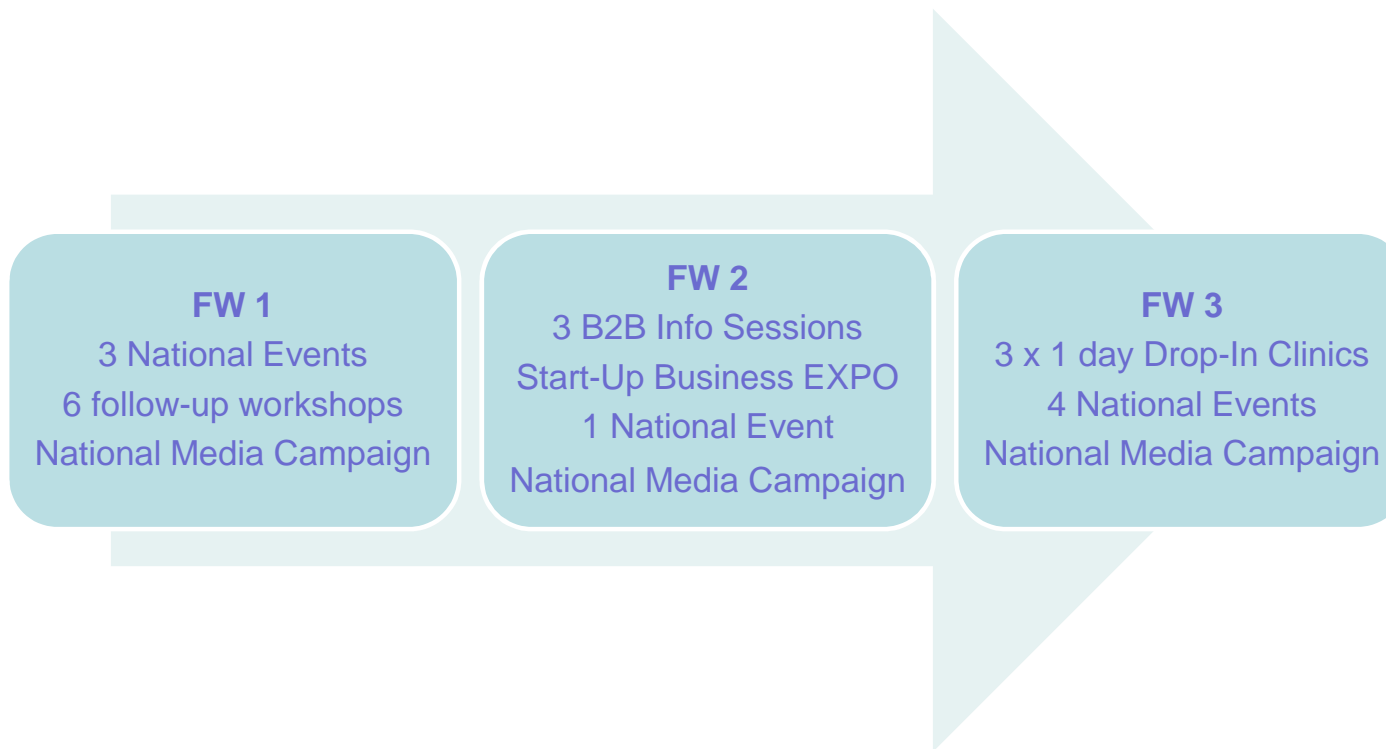 FW 1
3 National Events
6 follow-up workshops
National Media Campaign
FW 2
3 B2B Info Sessions
Start-Up Business EXPO
1 National Event
National Media Campaign
FW 3
3 x 1 day Drop-In Clinics
4 National Events
National Media Campaign